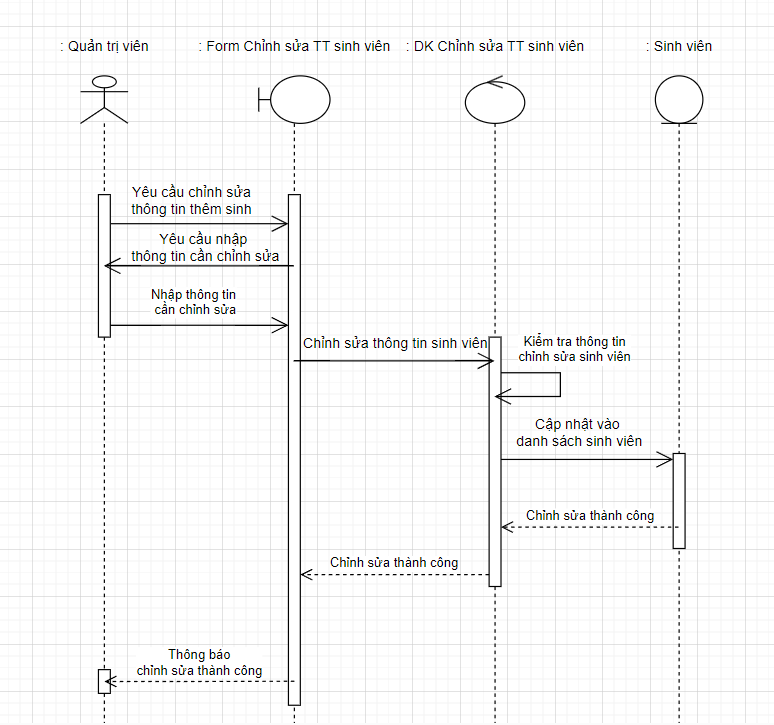 : Quản trị viên
: Form Chỉnh sửa TT sinh viên
: DK Chỉnh sửa TT sinh viên
: Sinh viên
Yêu cầu chỉnh sửa
thông tin thêm sinh
Yêu cầu nhập
thông tin cần chỉnh sửa
Nhập thông tin
cần chỉnh sửa
Chỉnh sửa thông tin sinh viên
Kiểm tra thông tin
chỉnh sửa sinh viên
Cập nhật vào
danh sách sinh viên
Chỉnh sửa thành công
Chỉnh sửa thành công
Thông báo
chỉnh sửa thành công